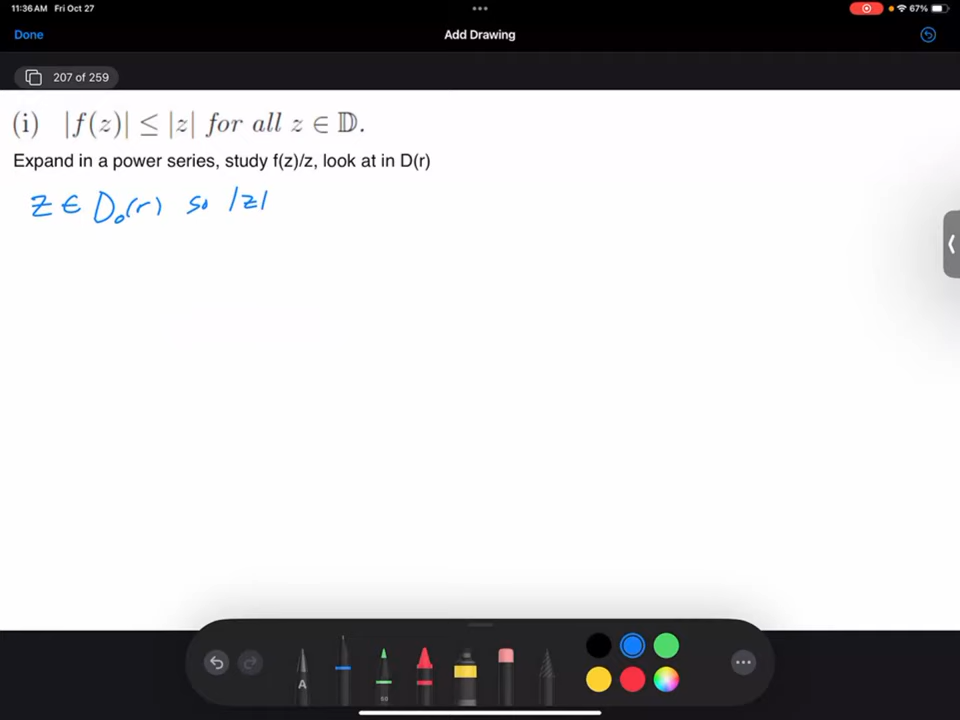 11:36 AM Fri Oct 27
67%
Done
Add Drawing
207 of 259
(i) |f(z)| ≤ |z| for all z ∈ 𝔻.
Expand in a power series, study f(z)/z, look at in D(r)
z ∈ D₀(r) so |z|
A
50